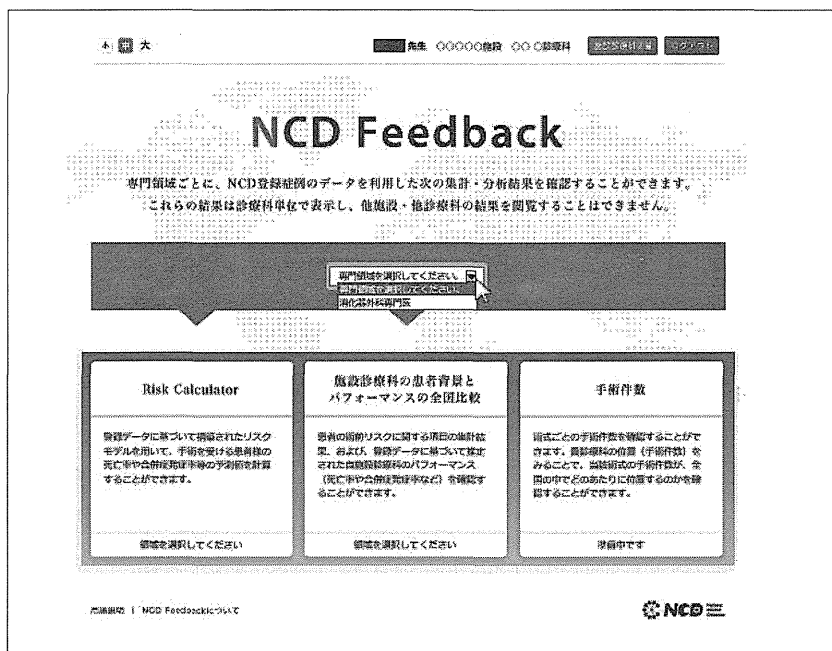 小 中 大
先生 ○○○○○施設 ○○○診療科 ログアウト
NCD Feedback
専門領域ごとに、NCD登録症例のデータを利用した次の集計・分析結果を確認することができます。
これらの結果は診療科単位で表示し、他施設・他診療科の結果を閲覧することはできません。
専門領域を選択してください。
専門領域を選択してください。
消化器外科専門医
Risk Calculator
登録データに基づいて構築されたリスク
モデルを用いて、手術を受ける患者様の
死亡率や合併症発症率等の予測値を計算
することができます。
領域を選択してください
施設診療科の患者背景と
パフォーマンスの全国比較
患者の術前リスクに関する項目の集計結
果、および、登録データに基づいて推定
された貴施設診療科のパフォーマンス
（死亡率や合併症発症率など）を確認す
ることができます。
領域を選択してください
手術件数
術式ごとの手術件数を確認することがで
きます。貴診療科の位置（手術件数）を
みることで、当該術式の手術件数が、全
国の中でどのあたりに位置するのかを確
認することができます。
準備中です
用語説明 | NCD Feedbackについて
NCD